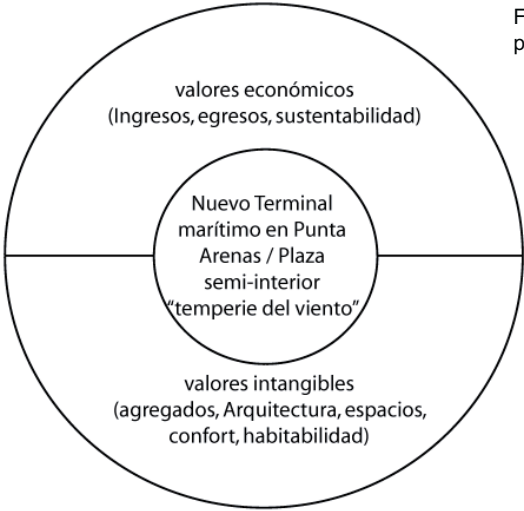 F
p
valores económicos
(Ingresos, egresos, sustentabilidad)
Nuevo Terminal
marítimo en Punta
Arenas / Plaza
semi-interior
“temperie del viento”
valores intangibles
(agregados, Arquitectura, espacios,
confort, habitabilidad)